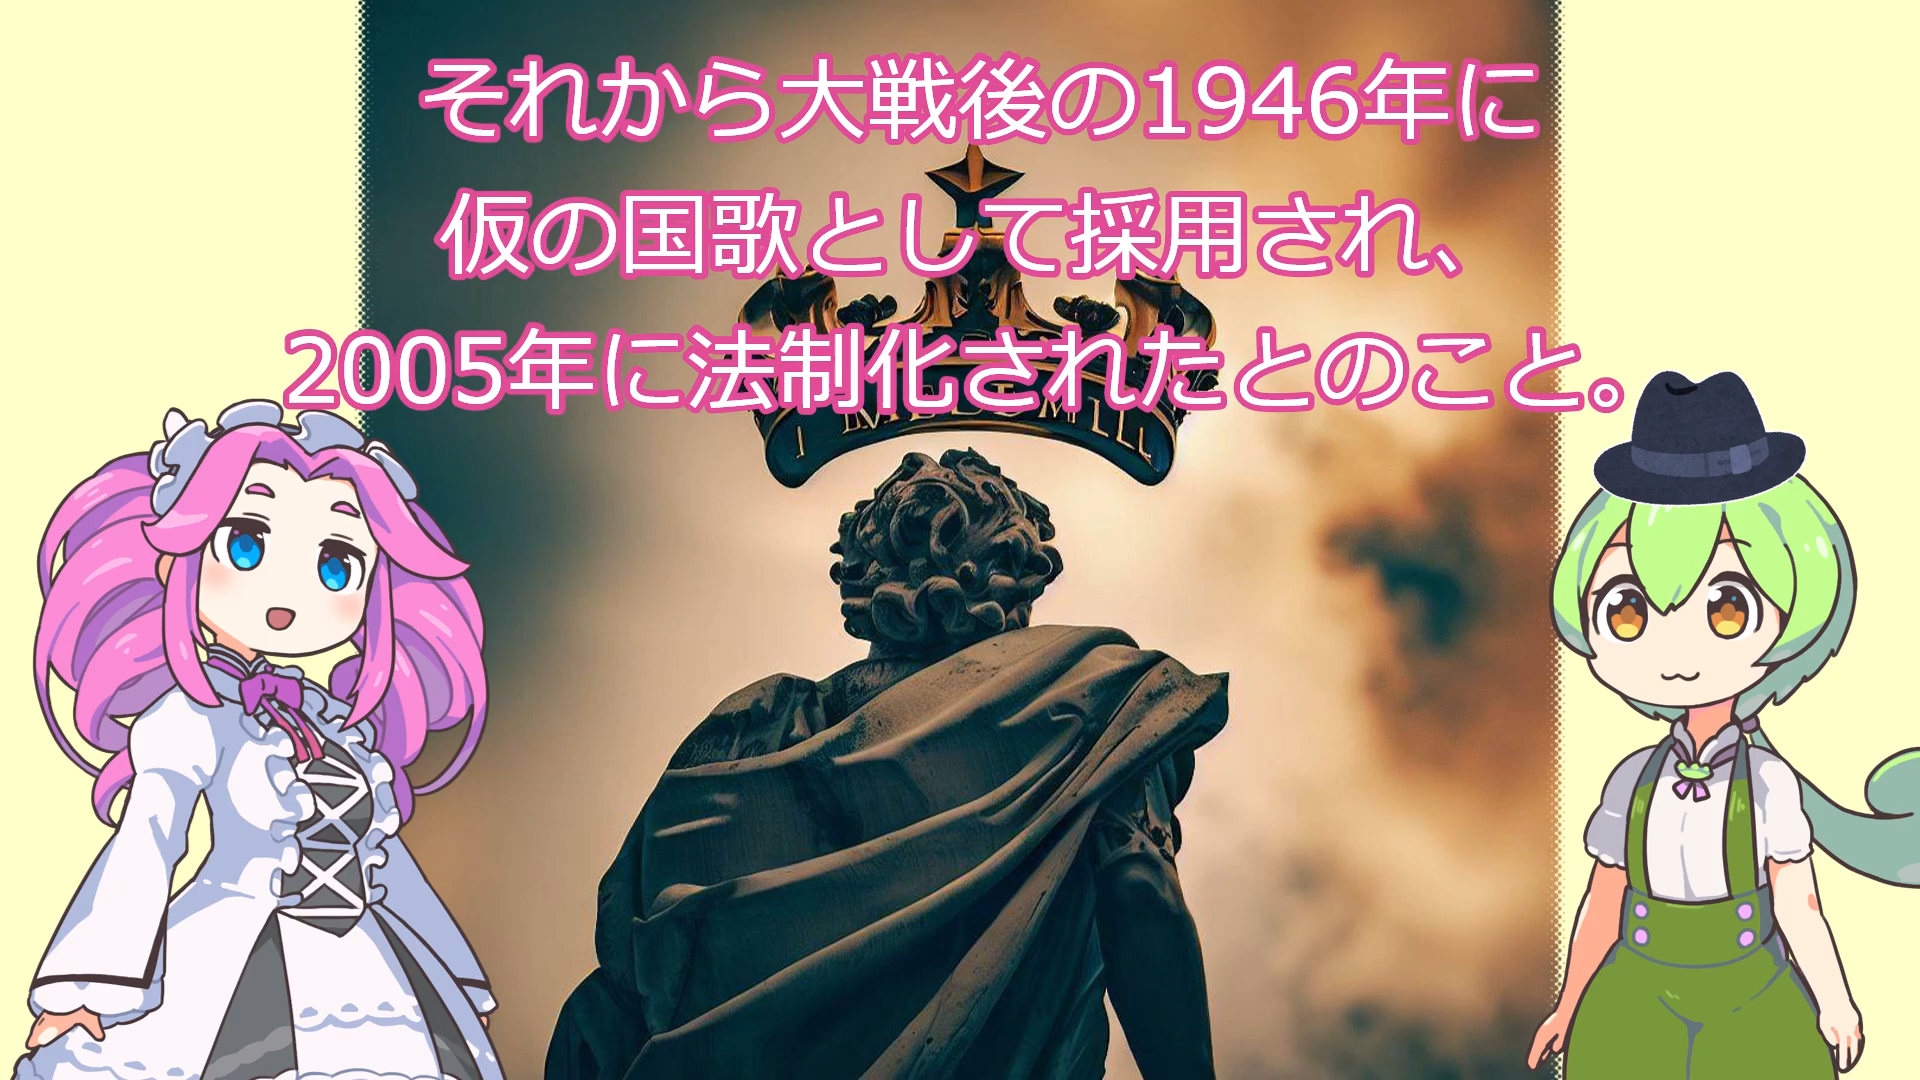 それから大戦後の1946年に
仮の国歌として採用され、
2005年に法制化されたとのこと。